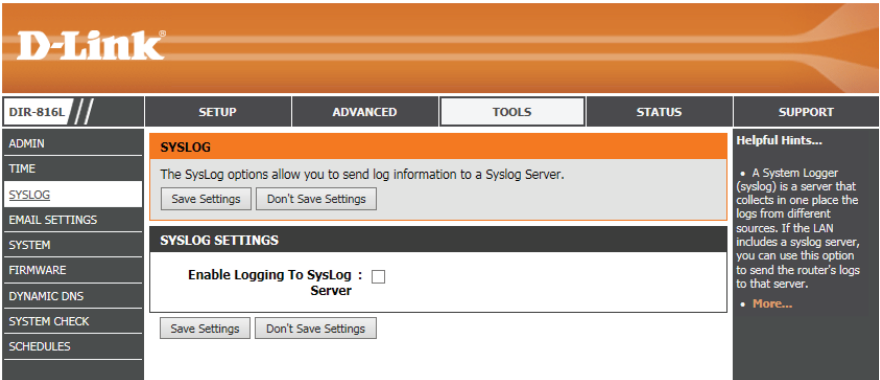 D-Link®
DIR-816L
SETUP
ADVANCED
TOOLS
STATUS
SUPPORT
ADMIN
TIME
SYSLOG
EMAIL SETTINGS
SYSTEM
FIRMWARE
DYNAMIC DNS
SYSTEM CHECK
SCHEDULES
SYSLOG
The SysLog options allow you to send log information to a Syslog Server.
Save Settings
Don't Save Settings
SYSLOG SETTINGS
Enable Logging To SysLog :
Server
Save Settings
Don't Save Settings
Helpful Hints...
• A System Logger
(syslog) is a server that
collects in one place the
logs from different
sources. If the LAN
includes a syslog server,
you can use this option
to send the router's logs
to that server.
• More...